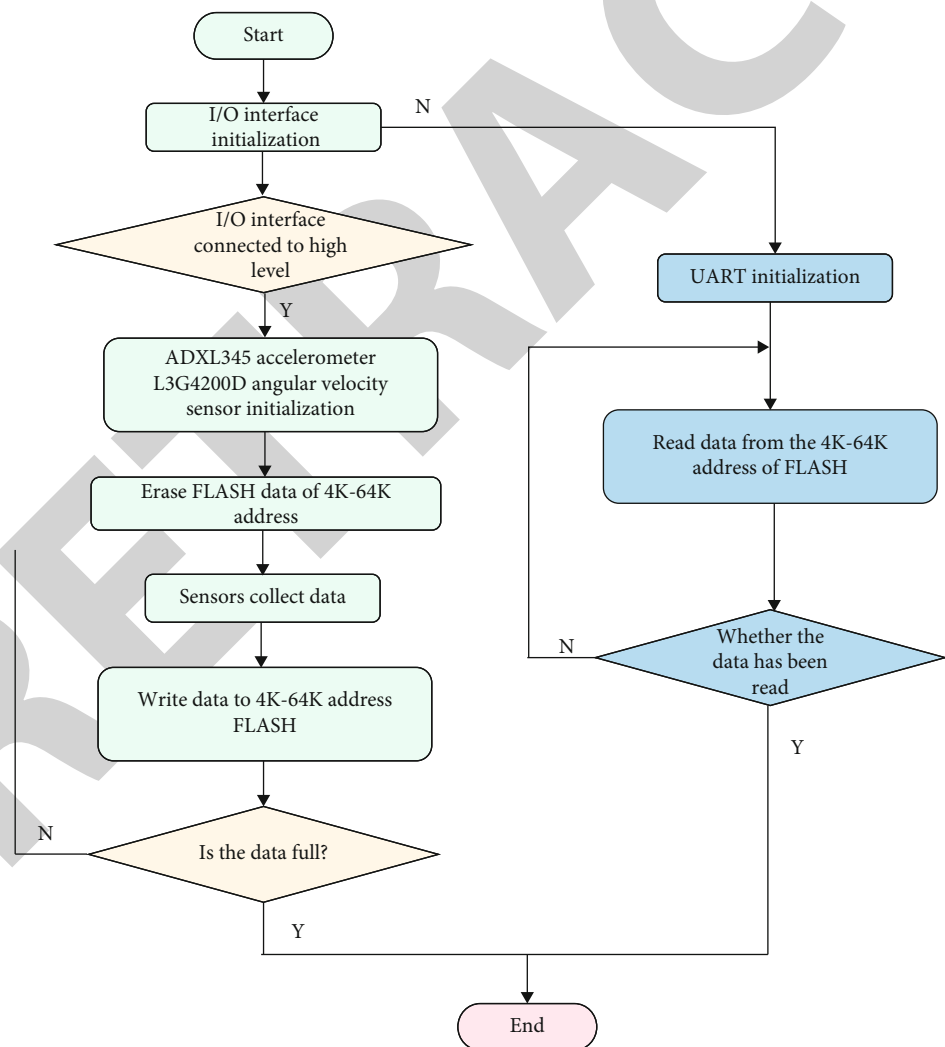 Start
I/O interface
initialization
N
I/O interface
connected to high
level
Y
ADXL345 accelerometer
L3G4200D angular velocity
sensor initialization
Erase FLASH data of 4K-64K
address
Sensors collect data
Write data to 4K-64K address
FLASH
Is the data full?
N
Y
UART initialization
Read data from the 4K-64K
address of FLASH
Whether the
data has been
read
N
Y
End
RETRAC